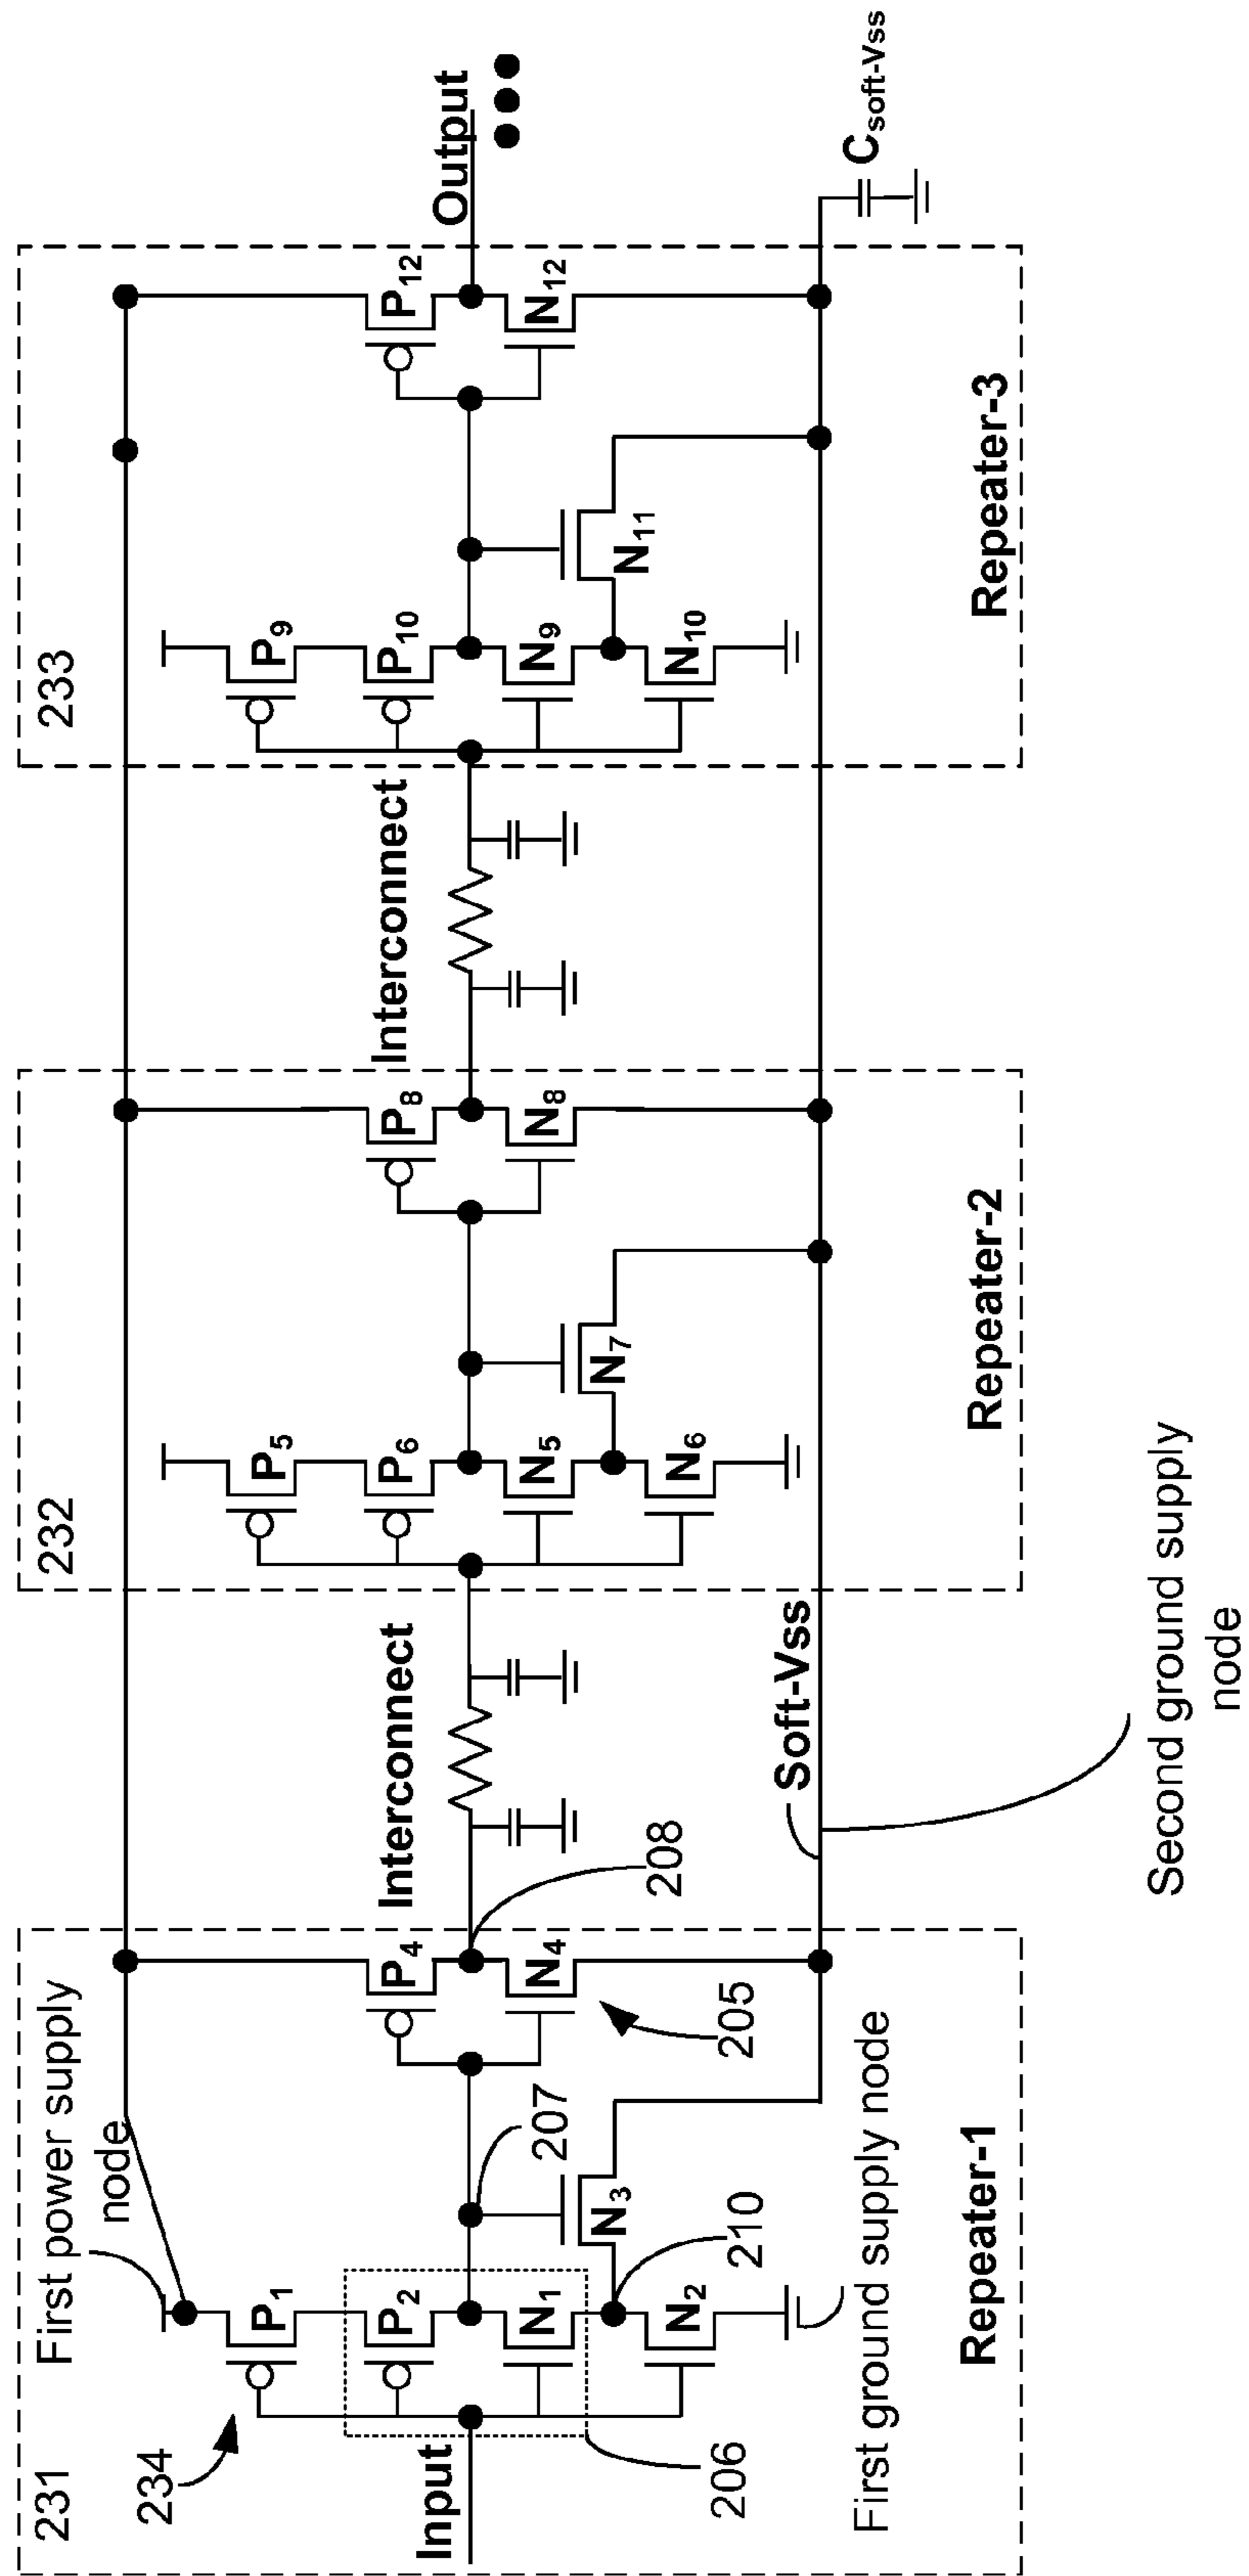 231
First power supply
node
234
P1
P2
N1
N2
N3
Input
206
207
210
P4
N4
205
208
First ground supply node
Repeater-1
Interconnect
Soft-Vss
Second ground supply
node
232
P5
P6
N5
N6
N7
P8
N8
Repeater-2
Interconnect
233
P9
P10
N9
N10
N11
P12
N12
Repeater-3
Output
Csoft-Vss